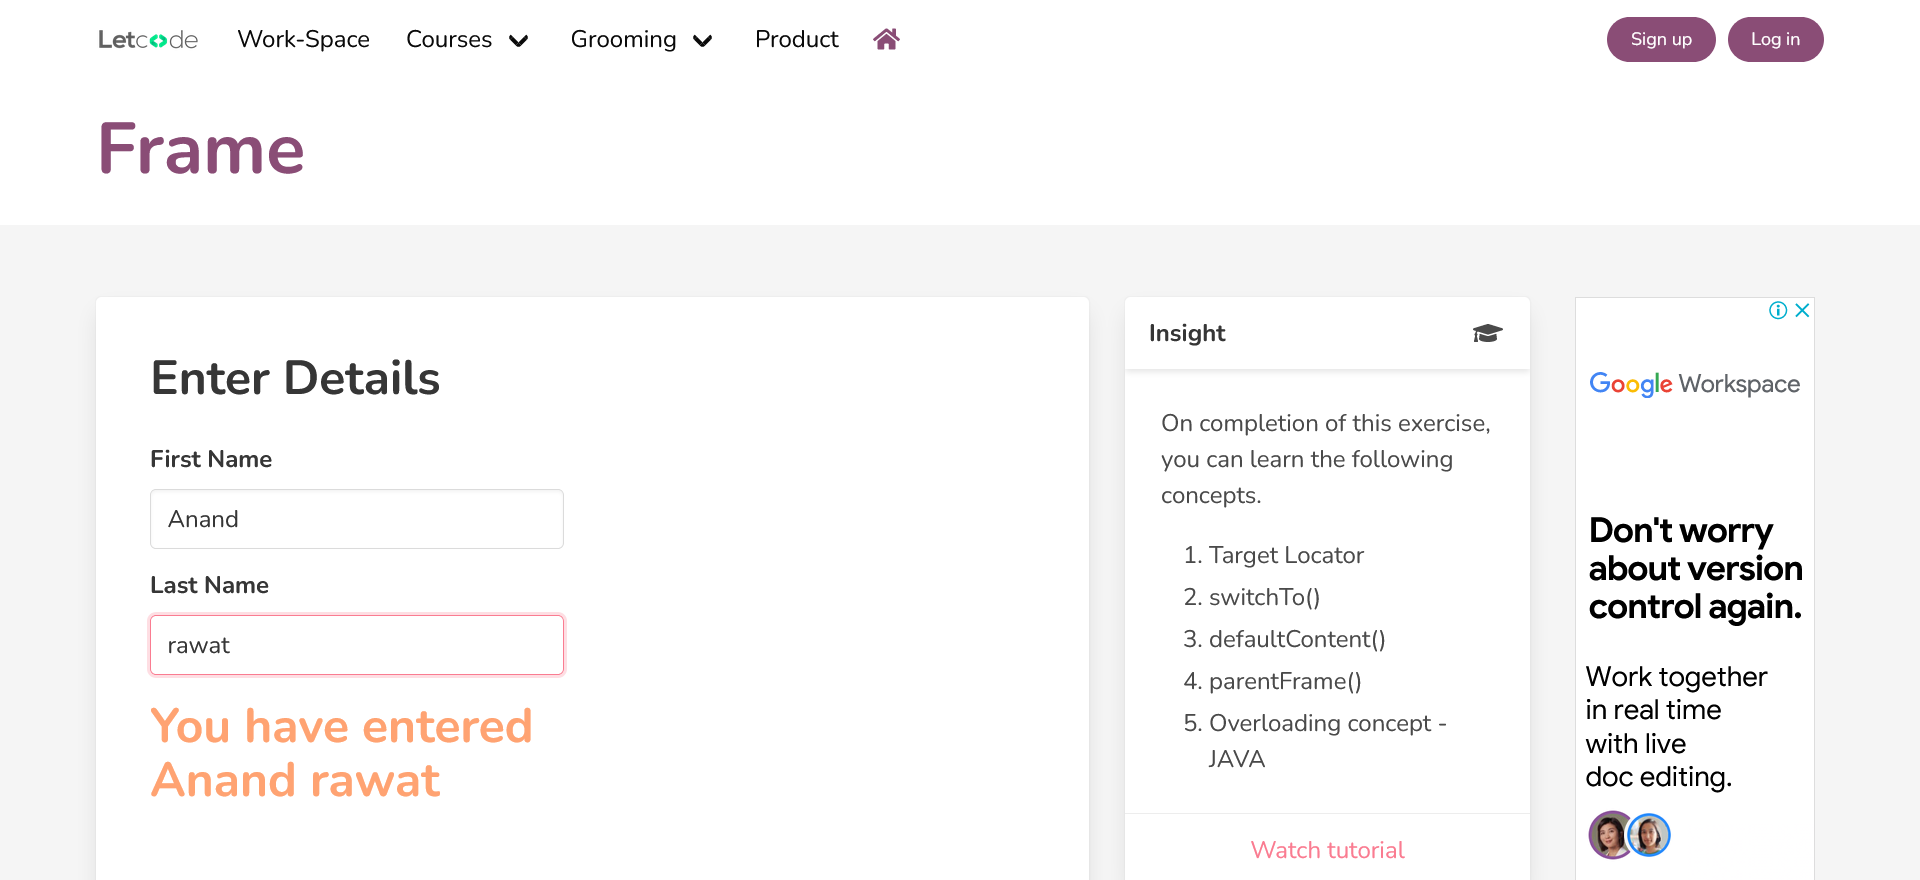 Letcode Work-Space Courses Grooming Product Sign up Log in
Frame
Enter Details
First Name
Anand
Last Name
rawat
You have entered
Anand rawat
Insight
On completion of this exercise,
you can learn the following
concepts.
1. Target Locator
2. switchTo()
3. defaultContent()
4. parentFrame()
5. Overloading concept -
JAVA
Watch tutorial
Google Workspace
Don't worry
about version
control again.
Work together
in real time
with live
doc editing.